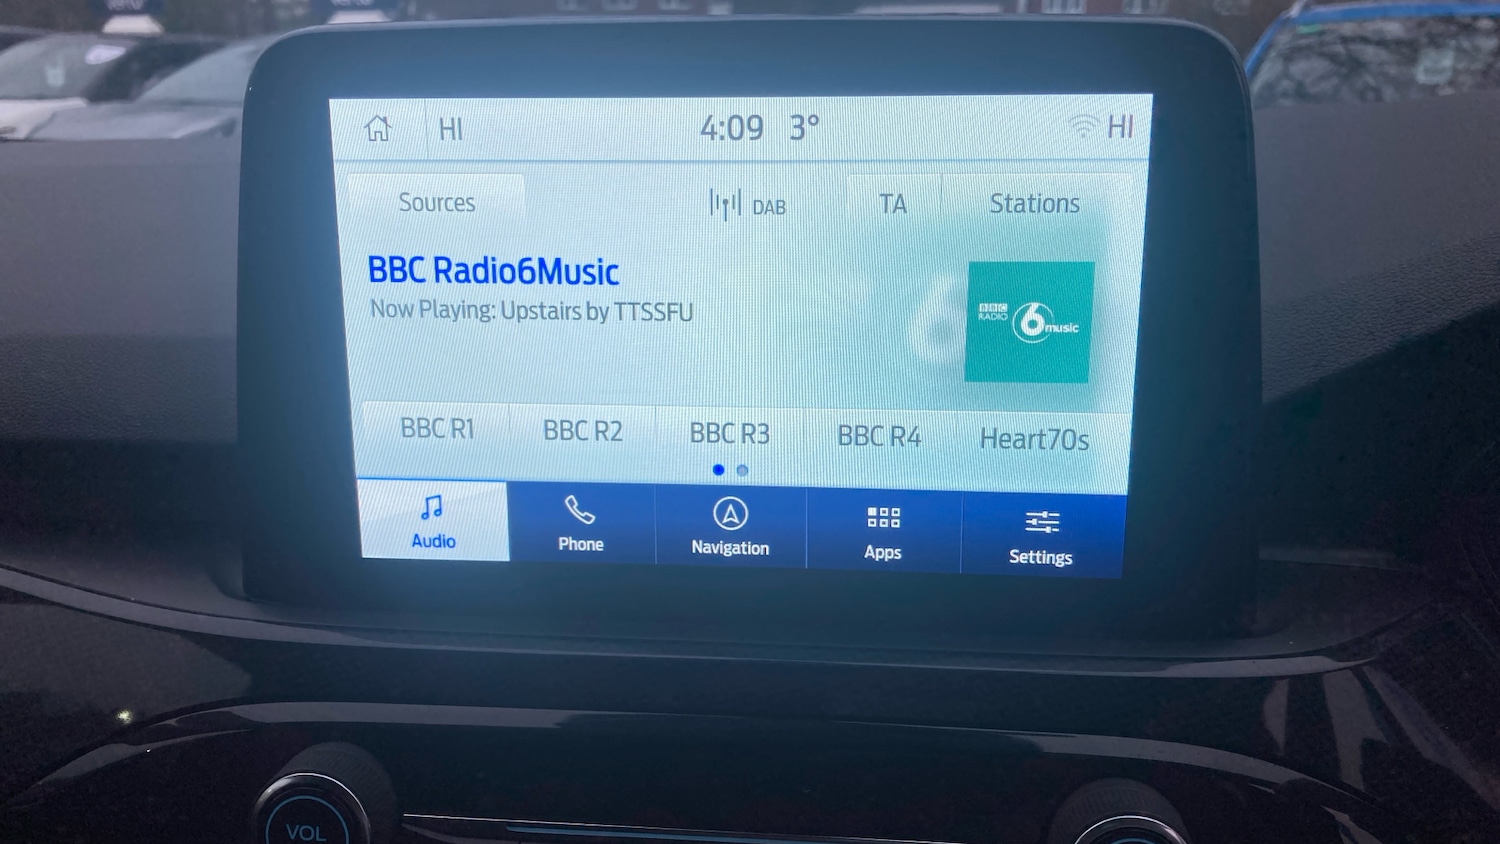 HI 4:09 3° HI
Sources DAB TA Stations
BBC Radio6Music
Now Playing: Upstairs by TTSSFU
BBC
RADIO 6 music
BBC R1 BBC R2 BBC R3 BBC R4 Heart70s
Audio Phone Navigation Apps Settings
VOL